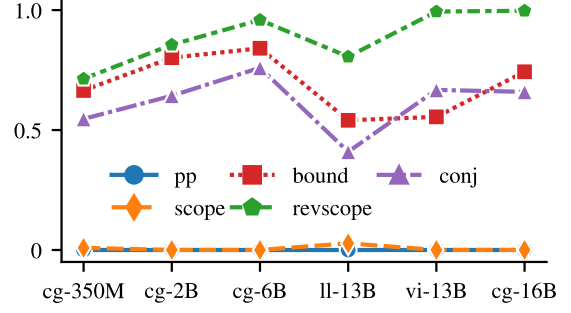 1.0
0.5
0
pp bound conj
scope revscope
cg-350M cg-2B cg-6B ll-13B vi-13B cg-16B